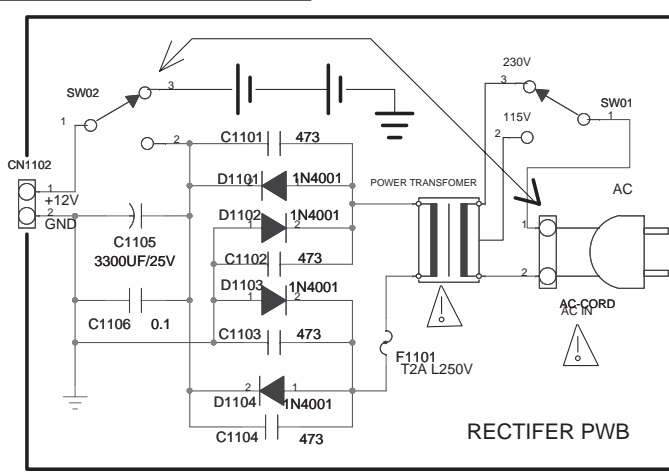 230V
3
SW02
3
SW01
1
1
115V
2
2
C1101 473
CN1102
D1101 1N4001
POWER TRANSFOMER
AC
1
+12V
2
GND
D1102 1N4001
1 2
1
C1105
3300UF/25V
C1102 473
D1103 1N4001
1 2
2
AC-CORD
AC IN
C1106 0.1
C1103 473
F1101
T2A L250V
2 1
D1104 1N4001
C1104 473
RECTIFER PWB